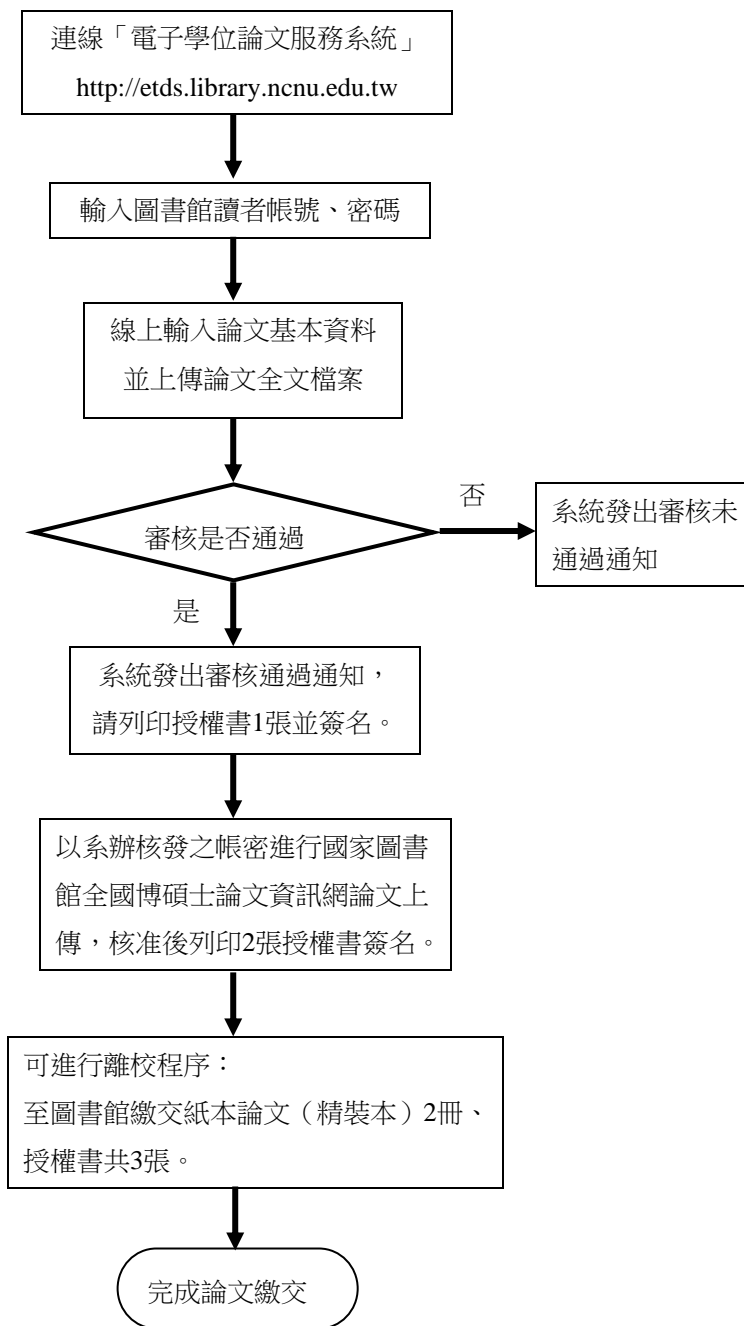 連線「電子學位論文服務系統」
http://etds.library.ncnu.edu.tw
輸入圖書館讀者帳號、密碼
線上輸入論文基本資料
並上傳論文全文檔案
審核是否通過
否
系統發出審核未
通過通知
是
系統發出審核通過通知，
請列印授權書1張並簽名。
以系辦核發之帳密進行國家圖書
館全國博碩士論文資訊網論文上
傳，核准後列印2張授權書簽名。
可進行離校程序：
至圖書館繳交紙本論文（精裝本）2冊、
授權書共3張。
完成論文繳交